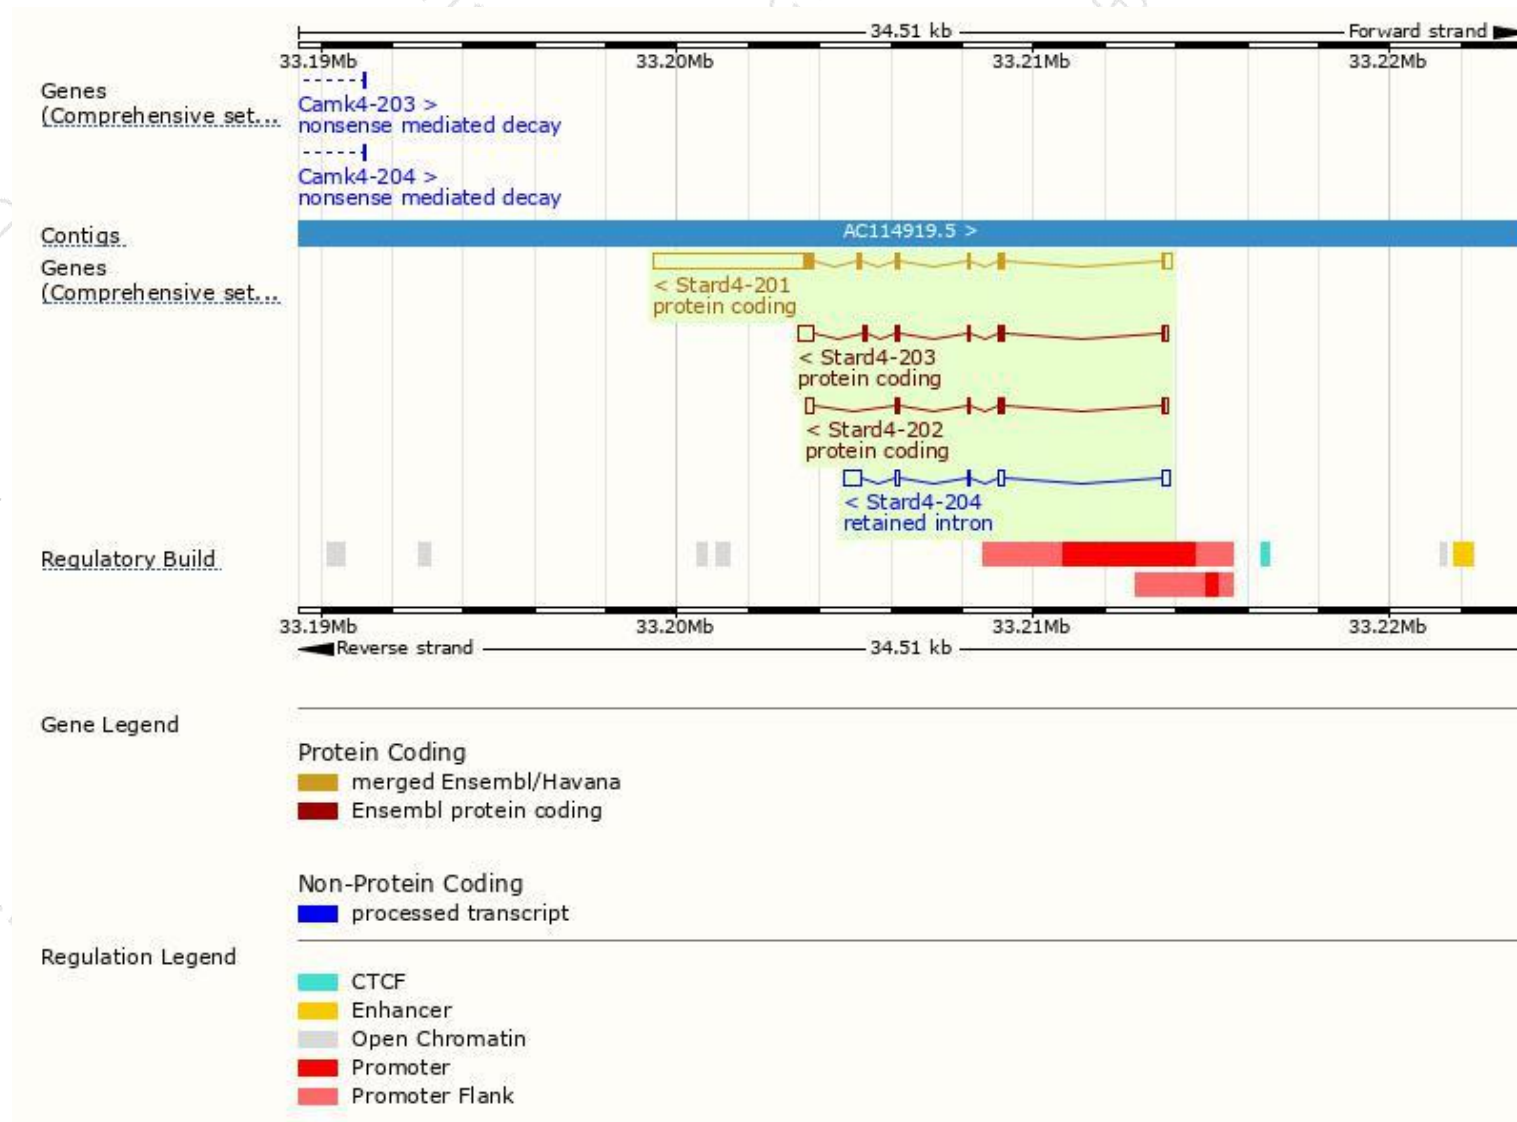 34.51 kb Forward strand
33.19Mb 33.20Mb 33.21Mb 33.22Mb
Genes
(Comprehensive set...
Camk4-203 >
nonsense mediated decay
Camk4-204 >
nonsense mediated decay
Contigs
AC114919.5 >
Genes
(Comprehensive set...
< Stard4-201
protein coding
< Stard4-203
protein coding
< Stard4-202
protein coding
< Stard4-204
retained intron
Regulatory Build
33.19Mb 33.20Mb 33.21Mb 33.22Mb
Reverse strand 34.51 kb
Gene Legend
Protein Coding
merged Ensembl/Havana
Ensembl protein coding
Non-Protein Coding
processed transcript
Regulation Legend
CTCF
Enhancer
Open Chromatin
Promoter
Promoter Flank